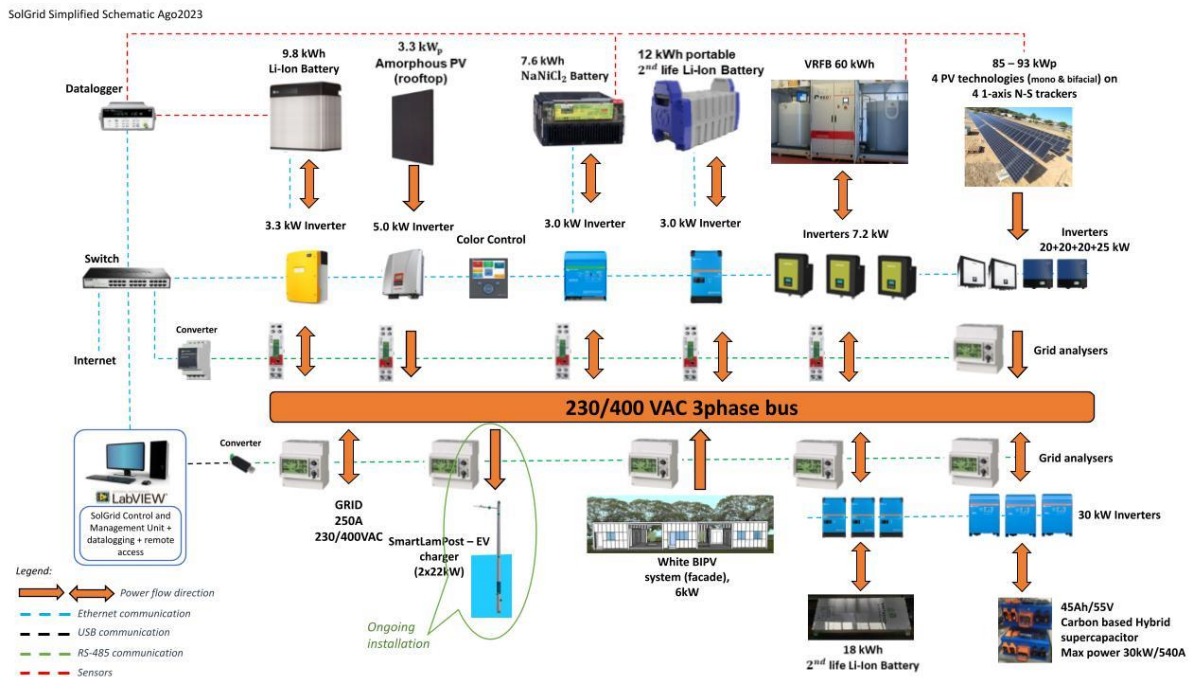 SolGrid Simplified Schematic Ago2023
9.8 kWh
Li-Ion Battery
3.3 kWp
Amorphous PV
(rooftop)
7.6 kWh
NaNiCl2 Battery
12 kWh portable
2nd life Li-Ion Battery
VRFB 60 kWh
85 – 93 kWp
4 PV technologies (mono & bifacial) on
4 1-axis N-S trackers
Datalogger
3.3 kW Inverter
5.0 kW Inverter
Color Control
3.0 kW Inverter
3.0 kW Inverter
Inverters 7.2 kW
Inverters
20+20+20+25 kW
Switch
Internet
Converter
Grid analysers
230/400 VAC 3phase bus
Converter
Grid analysers
LabVIEW
SolGrid Control and
Management Unit +
datalogging + remote
access
GRID
250A
230/400VAC
SmartLamPost – EV
charger
(2x22kW)
White BIPV
system (facade),
6kW
30 kW Inverters
Ongoing
installation
18 kWh
2nd life Li-Ion Battery
45Ah/55V
Carbon based Hybrid
supercapacitor
Max power 30kW/540A
Legend:
Power flow direction
Ethernet communication
USB communication
RS-485 communication
Sensors